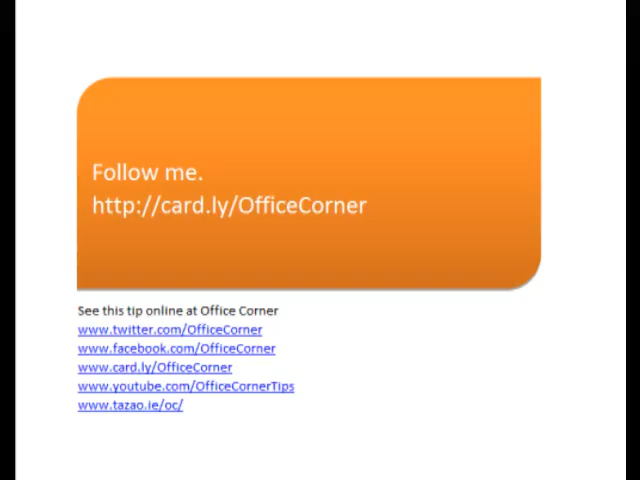 Follow me.
http://card.ly/OfficeCorner
See this tip online at Office Corner
www.twitter.com/OfficeCorner
www.facebook.com/OfficeCorner
www.card.ly/OfficeCorner
www.youtube.com/OfficeCornerTips
www.tazao.ie/oc/